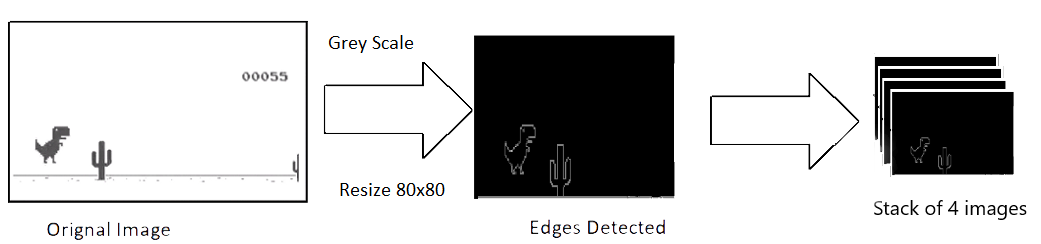 Grey Scale
00055
Resize 80x80
Orignal Image
Edges Detected
Stack of 4 images